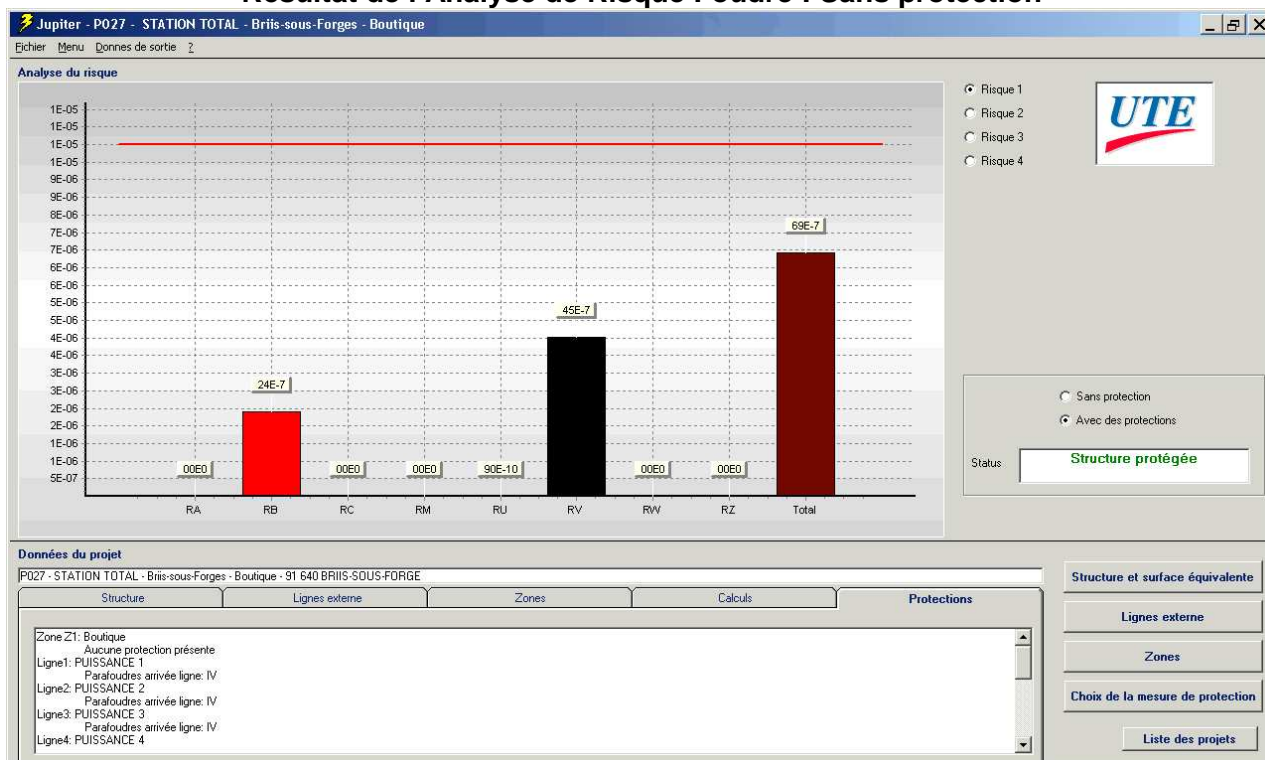 Résultat de l'Analyse de Risque Foudre : sans protection
Jupiter - P027 - STATION TOTAL - Briis-sous-Forges - Boutique
Fichier Menu Donnes de sortie ?
Analyse du risque
1E-05
1E-05
1E-05
1E-05
9E-06
9E-06
8E-06
7E-06
7E-06
6E-06
6E-06
5E-06
5E-06
4E-06
4E-06
3E-06
3E-06
2E-06
2E-06
1E-06
1E-06
5E-07
00E0
24E-7
00E0
00E0
90E-10
45E-7
00E0
00E0
69E-7
RA RB RC RM RU RV RW RZ Total
Risque 1
Risque 2
Risque 3
Risque 4
UTE
Sans protection
Avec des protections
Status Structure protégée
Données du projet
P027 - STATION TOTAL - Briis-sous-Forges - Boutique - 91 640 BRIIS-SOUS-FORGE
Structure Lignes externe Zones Calculs Protections
Zone Z1: Boutique
Aucune protection présente
Ligne1: PUISSANCE 1
Parafoudres arrivée ligne: IV
Ligne2: PUISSANCE 2
Parafoudres arrivée ligne: IV
Ligne3: PUISSANCE 3
Parafoudres arrivée ligne: IV
Ligne4: PUISSANCE 4
Structure et surface équivalente
Lignes externe
Zones
Choix de la mesure de protection
Liste des projets